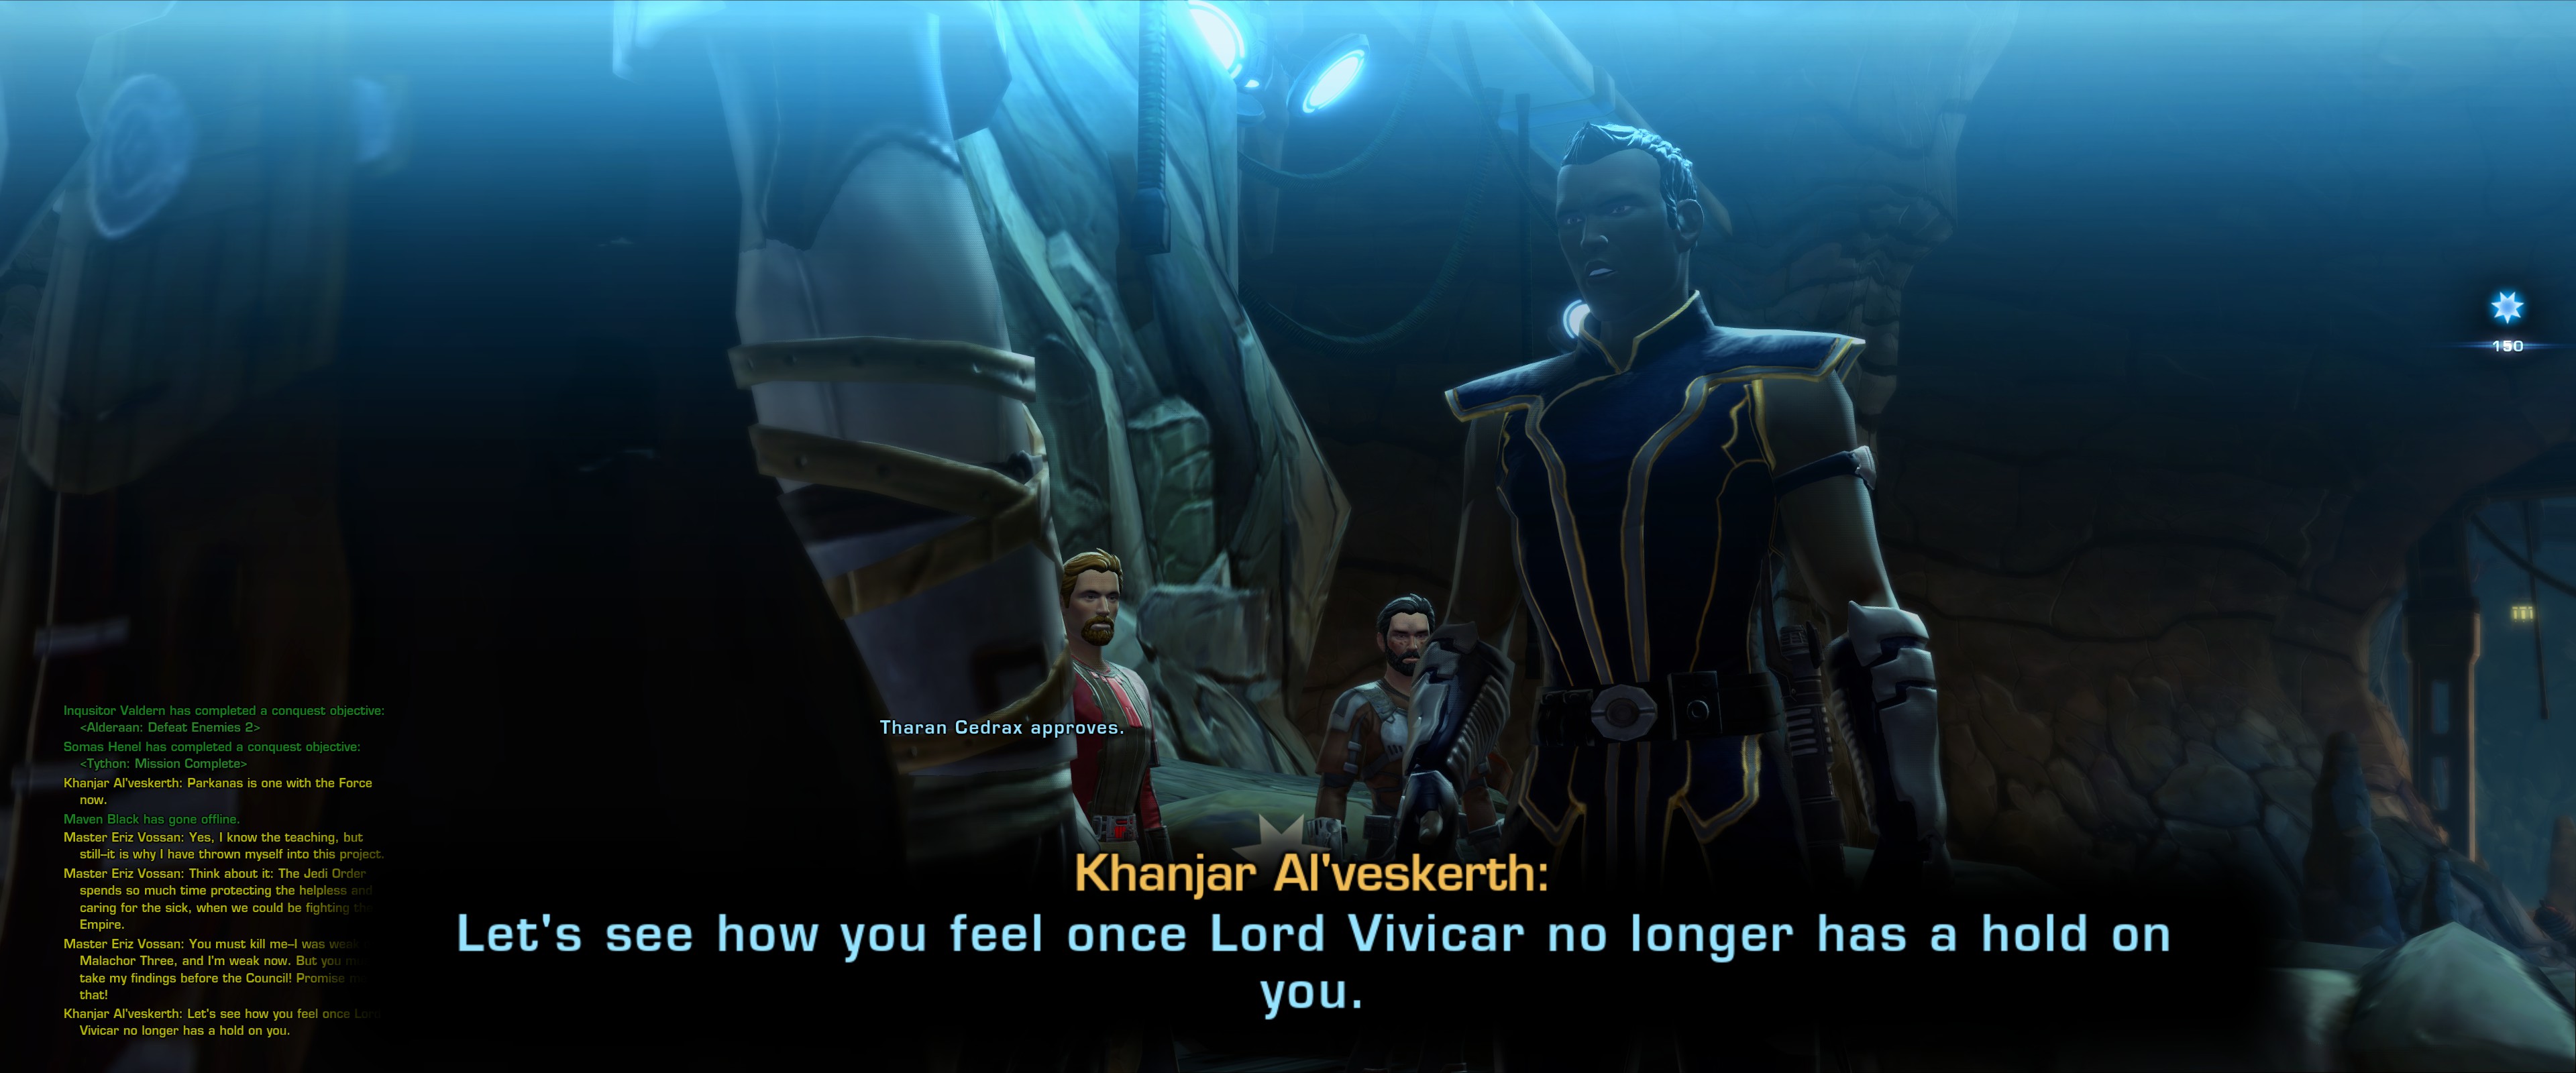 150
Tharan Cedrax approves.
Inqusitor Valdern has completed a conquest objective:
<Alderaan: Defeat Enemies 2>
Somas Henel has completed a conquest objective:
<Tython: Mission Complete>
Khanjar Al'veskerth: Parkanas is one with the Force
now.
Maven Black has gone offline.
Master Eriz Vossan: Yes, I know the teaching, but
still–it is why I have thrown myself into this project.
Master Eriz Vossan: Think about it: The Jedi Order
spends so much time protecting the helpless and
caring for the sick, when we could be fighting the
Empire.
Master Eriz Vossan: You must kill me–I was weak
Malachor Three, and I'm weak now. But you
take my findings before the Council! Promise me
that!
Khanjar Al'veskerth: Let's see how you feel once Lord
Vivicar no longer has a hold on you.
Khanjar Al'veskerth:
Let's see how you feel once Lord Vivicar no longer has a hold on
you.